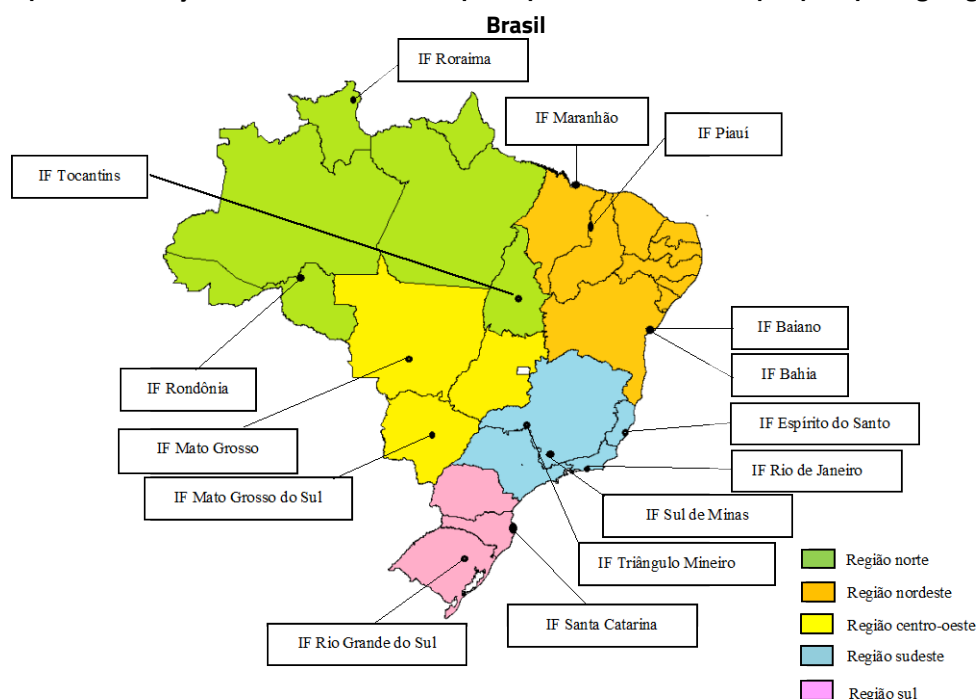 Brasil
IF Roraima
IF Maranhão
IF Piauí
IF Tocantins
IF Baiano
IF Rondônia
IF Bahia
IF Espírito do Santo
IF Mato Grosso
IF Rio de Janeiro
IF Mato Grosso do Sul
IF Sul de Minas
IF Triângulo Mineiro
IF Santa Catarina
IF Rio Grande do Sul
Região norte
Região nordeste
Região centro-oeste
Região sudeste
Região sul